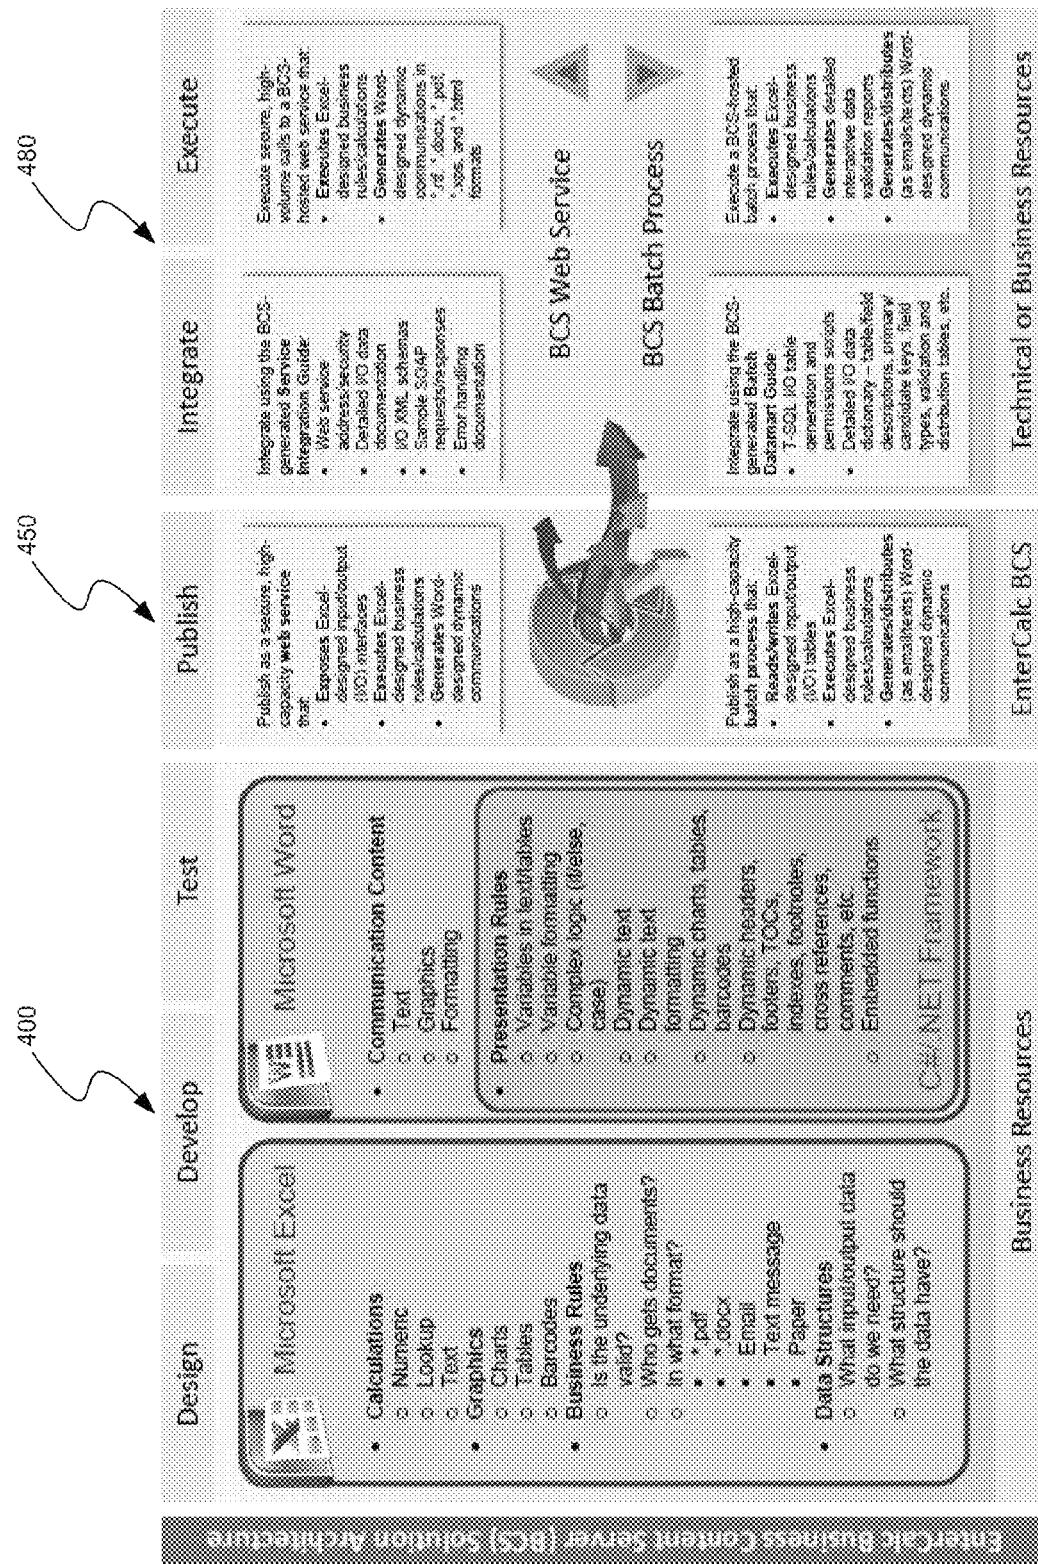 400
450
480
EnterCalc Business Content Server (BCS) Solution Architecture
Design
Develop
Test
Publish
Integrate
Execute
Microsoft Excel
• Calculations
○ Numeric
○ Lookup
○ Text
• Graphics
○ Charts
○ Tables
○ Barcodes
• Business Rules
○ Is the underlying data
valid?
○ Who gets documents?
○ In what format?
• *.pdf
• *.docx
• Email
• Text message
• Paper
• Data Structures
○ What input/output data
do we need?
○ What structure should
the data have?
Microsoft Word
• Communication Content
○ Text
○ Graphics
○ Formatting
• Presentation Rules
○ Variables in text/tables
○ Variable formatting
○ Complex logic (if/else,
case)
○ Dynamic text
○ Dynamic text
formatting
○ Dynamic charts, tables,
barcodes
○ Dynamic headers,
footers, TOCs,
indexes, footnotes,
cross references,
comments, etc.
○ Embedded functions
C#/.NET Framework
Publish as a secure, high-
capacity web service
that:
• Exposes Excel-
designed input/output
(I/O) interfaces
• Executes Excel-
designed business
rules/calculations
• Generates Word-
designed dynamic
communications
Publish as a high-capacity
batch process that:
• Reads/writes Excel-
designed input/output
(I/O) tables
• Executes Excel-
designed business
rules/calculations
• Generates/distributes
(as emails/texts) Word-
designed dynamic
communications
Integrate using the BCS-
generated Service
Integration Guide:
• Web service
address/security
• Detailed I/O data
documentation
• I/O XML schemas
• Sample SOAP
requests/responses
• Error handling
documentation
Execute secure, high-
volume calls to a BCS-
hosted web service that:
• Executes Excel-
designed business
rules/calculations
• Generates Word-
designed dynamic
communications in
*.rtf, *.docx, *.pdf,
*.xps, and *.html
formats
BCS Web Service
BCS Batch Process
Integrate using the BCS-
generated Batch
Datamart Guide:
• T-SQL I/O table
generation and
permissions scripts
• Detailed I/O data
dictionary – table/field
descriptions, primary/
candidate keys, field
types, validation and
distribution tables, etc.
Execute a BCS-hosted
batch process that:
• Executes Excel-
designed business
rules/calculations
• Generates detailed
interactive data
validation reports
• Generates/distributes
(as emails/texts) Word-
designed dynamic
communications
Business Resources
EnterCalc BCS
Technical or Business Resources